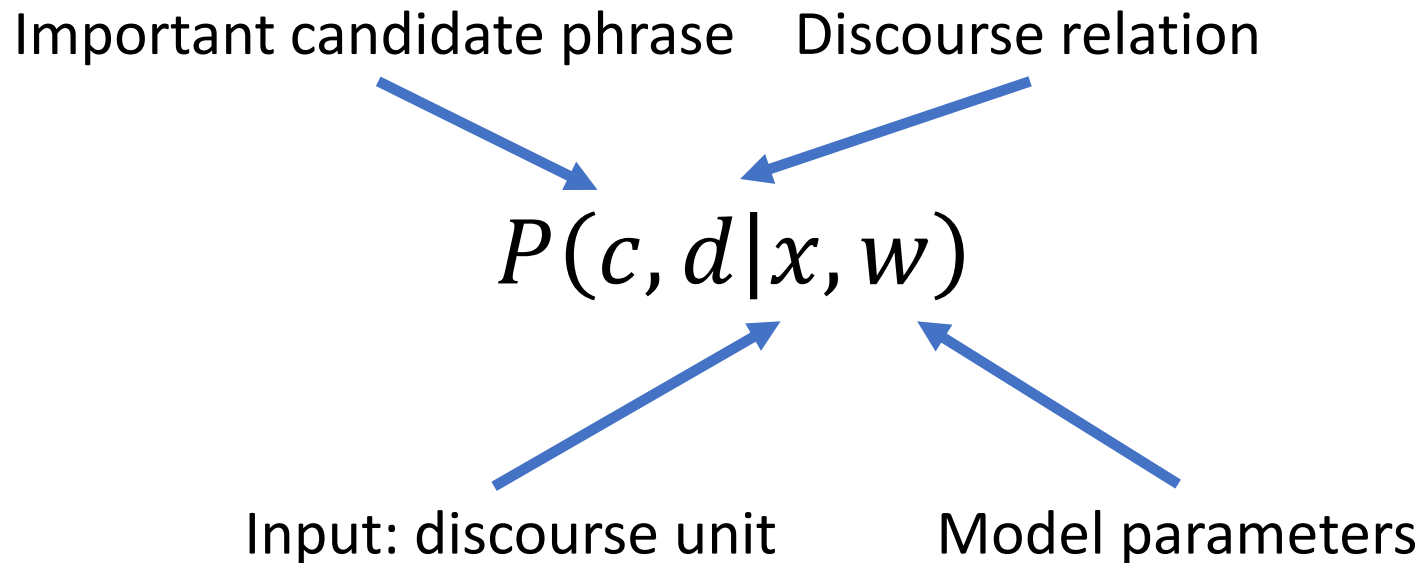 Important candidate phrase
Discourse relation
P(c, d|x, w)
Input: discourse unit
Model parameters